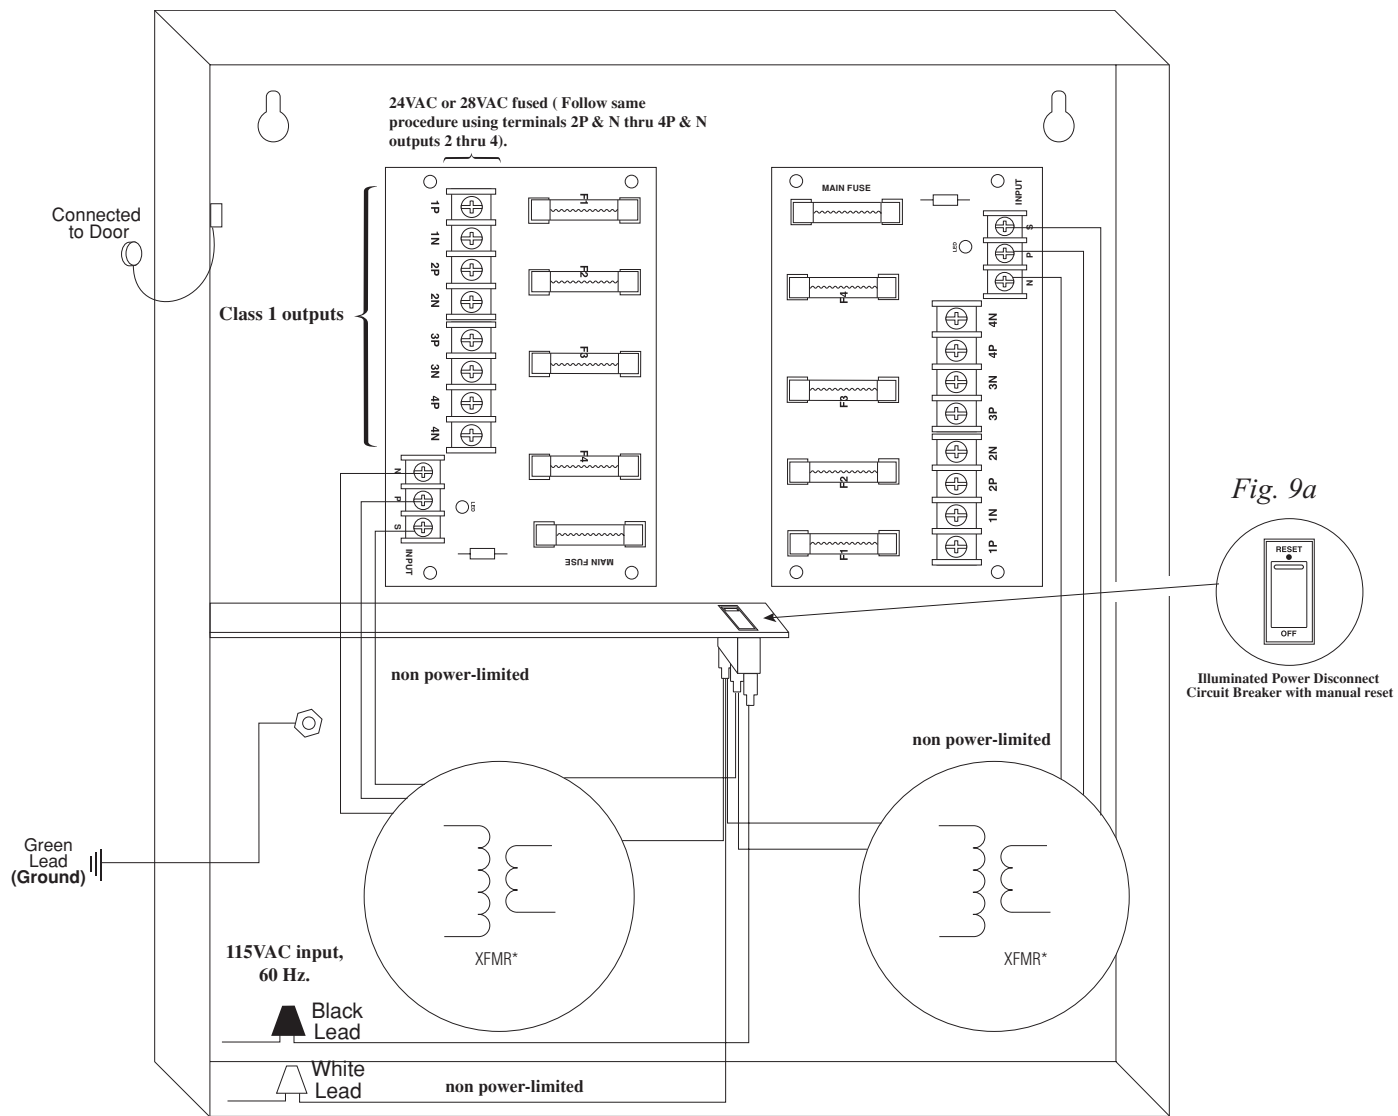 24VAC or 28VAC fused ( Follow same
procedure using terminals 2P & N thru 4P & N
outputs 2 thru 4).
Connected
to Door
Class 1 outputs
1P
1N
2P
2N
3P
3N
4P
4N
N
P
S
INPUT
LED
F1
F2
F3
F4
MAIN FUSE
MAIN FUSE
INPUT
S
P
N
LED
F4
F3
F2
F1
4N
4P
3N
3P
2N
2P
1N
1P
Fig. 9a
RESET
OFF
Illuminated Power Disconnect
Circuit Breaker with manual reset
non power-limited
non power-limited
Green
Lead
(Ground)
XFMR*
XFMR*
115VAC input,
60 Hz.
Black
Lead
White
Lead
non power-limited